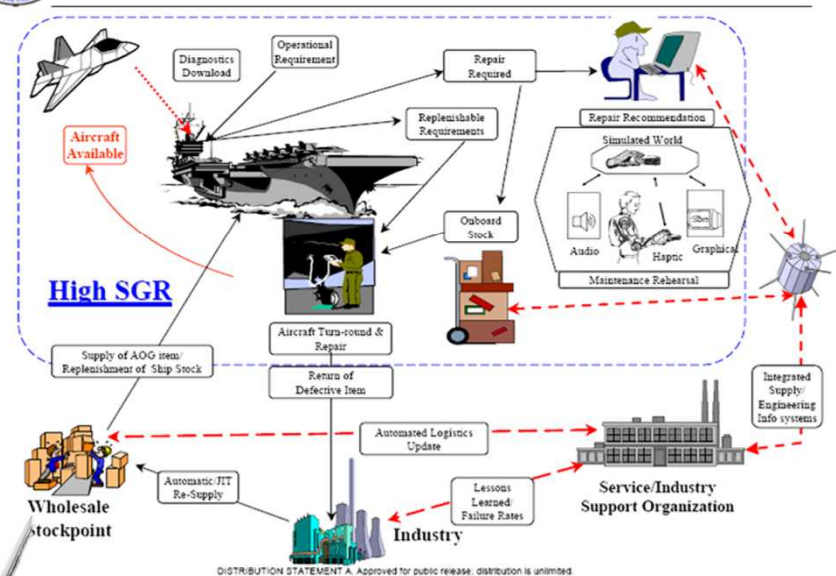 Diagnostics
Download
Operational
Requirement
Repair
Required
Replenishable
Requirements
Repair Recommendation
Simulated World
Aircraft
Available
Onboard
Stock
Audio
Haptic
Graphical
Maintenance Rehearsal
High SGR
Aircraft Turn-round &
Repair
Supply of AOG item/
Replenishment of Ship Stock
Return of
Defective Item
Integrated
Supply/
Engineering
Info systems
Automated Logistics
Update
Automatic/JIT
Re-Supply
Lessons
Learned/
Failure Rates
Service/Industry
Support Organization
Wholesale
stockpoint
Industry
DISTRIBUTION STATEMENT A. Approved for public release; distribution is unlimited.